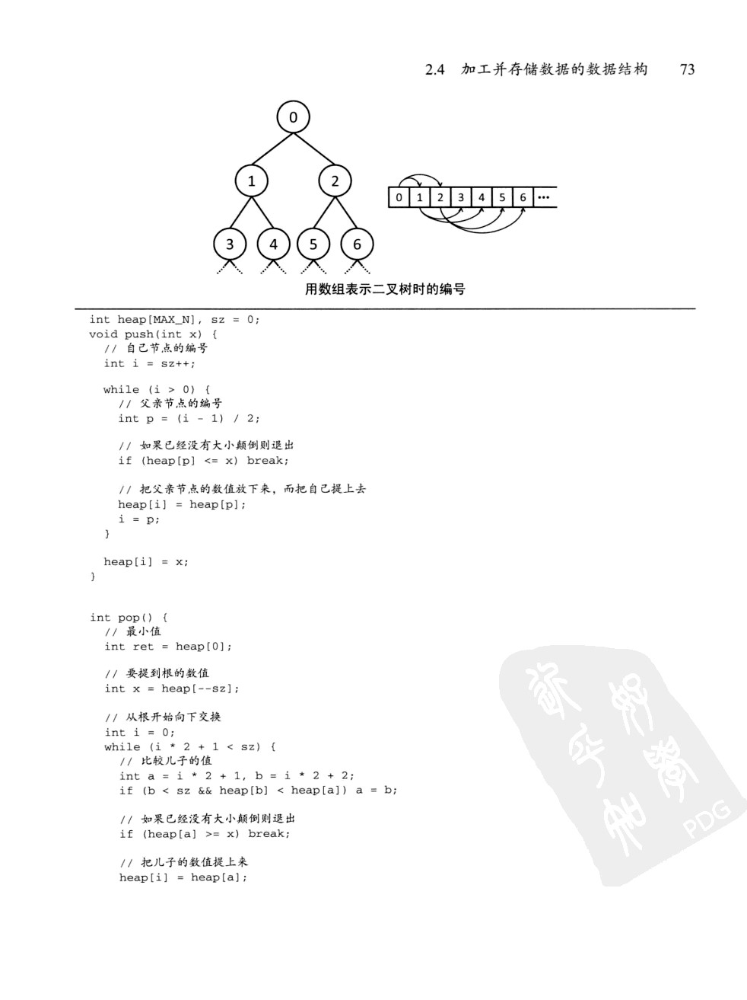 2.4 加工并存储数据的数据结构 73
0
1 2
3 4 5 6
0 1 2 3 4 5 6 ···
用数组表示二叉树时的编号
int heap[MAX_N], sz = 0;
void push(int x) {
// 自己节点的编号
int i = sz++;
while (i > 0) {
// 父亲节点的编号
int p = (i - 1) / 2;
// 如果已经没有大小颠倒则退出
if (heap[p] <= x) break;
// 把父亲节点的数值放下来，而把自己提上去
heap[i] = heap[p];
i = p;
}
heap[i] = x;
}
int pop() {
// 最小值
int ret = heap[0];
// 要提到根的数值
int x = heap[--sz];
// 从根开始向下交换
int i = 0;
while (i * 2 + 1 < sz) {
// 比较儿子的值
int a = i * 2 + 1, b = i * 2 + 2;
if (b < sz && heap[b] < heap[a]) a = b;
// 如果已经没有大小颠倒则退出
if (heap[a] >= x) break;
// 把儿子的数值提上来
heap[i] = heap[a];
PDG